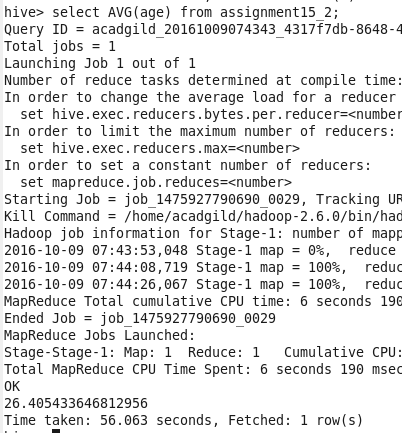 hive> select AVG(age) from assignment15_2;
Query ID = acadgild_20161009074343_4317f7db-8648-4
Total jobs = 1
Launching Job 1 out of 1
Number of reduce tasks determined at compile time:
In order to change the average load for a reducer
  set hive.exec.reducers.bytes.per.reducer=<number
In order to limit the maximum number of reducers:
  set hive.exec.reducers.max=<number>
In order to set a constant number of reducers:
  set mapreduce.job.reduces=<number>
Starting Job = job_1475927790690_0029, Tracking UR
Kill Command = /home/acadgild/hadoop-2.6.0/bin/had
Hadoop job information for Stage-1: number of mapp
2016-10-09 07:43:53,048 Stage-1 map = 0%,  reduce
2016-10-09 07:44:08,719 Stage-1 map = 100%,  reduc
2016-10-09 07:44:26,067 Stage-1 map = 100%,  reduc
MapReduce Total cumulative CPU time: 6 seconds 190
Ended Job = job_1475927790690_0029
MapReduce Jobs Launched:
Stage-Stage-1: Map: 1  Reduce: 1   Cumulative CPU:
Total MapReduce CPU Time Spent: 6 seconds 190 msec
OK
26.405433646812956
Time taken: 56.063 seconds, Fetched: 1 row(s)